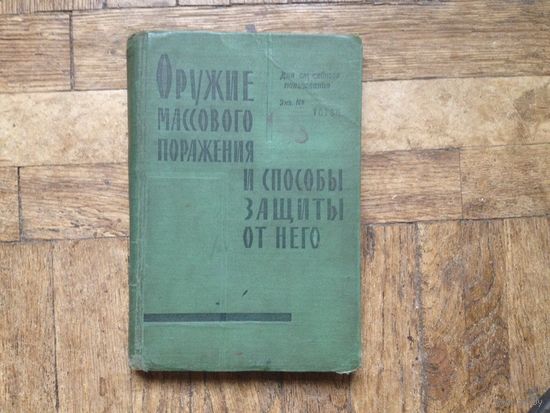 Оружие
массового
поражения
и способы
защиты
от него
Для служебного
пользования
Экз. №